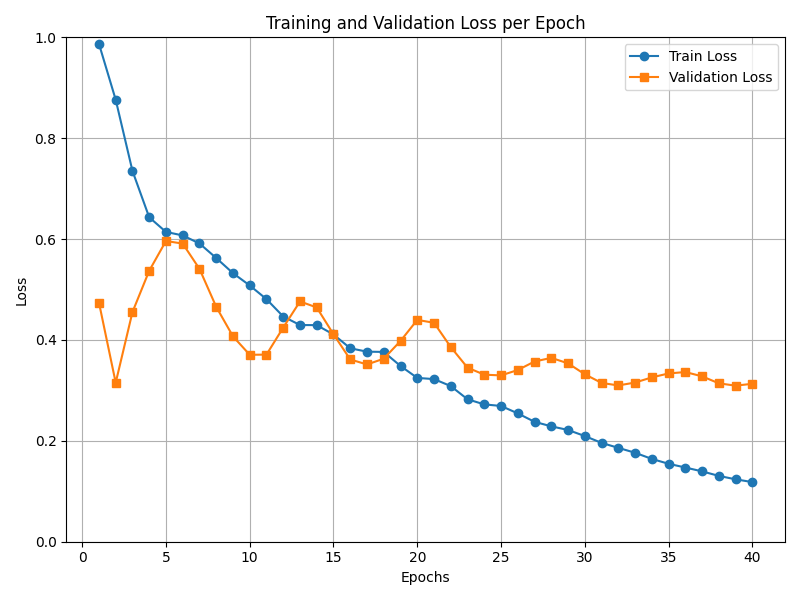 Training and Validation Loss per Epoch
Train Loss
Validation Loss
Loss
1.0
0.8
0.6
0.4
0.2
0.0
0 5 10 15 20 25 30 35 40
Epochs